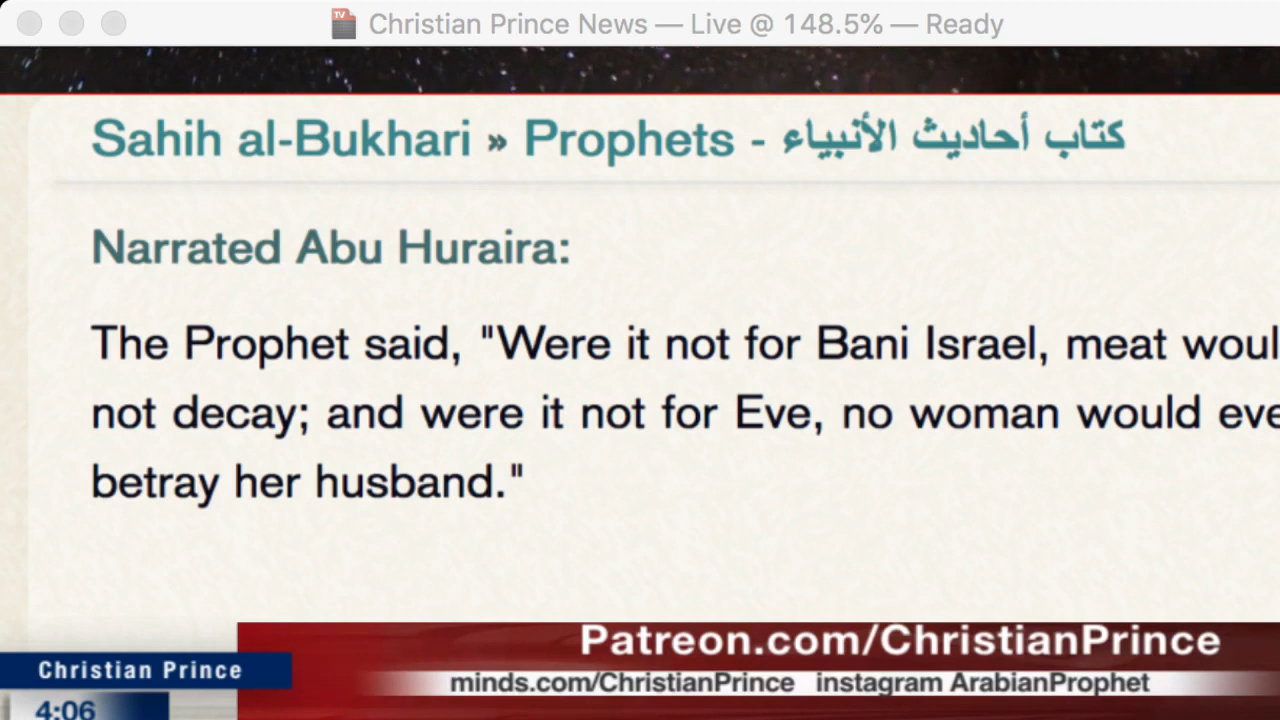 Christian Prince News — Live @ 148.5% — Ready
Sahih al-Bukhari » Prophets - كتاب أحاديث الأنبياء
Narrated Abu Huraira:
The Prophet said, "Were it not for Bani Israel, meat woul
not decay; and were it not for Eve, no woman would eve
betray her husband."
Patreon.com/ChristianPrince
Christian Prince
minds.com/ChristianPrince instagram ArabianProphet
4:06